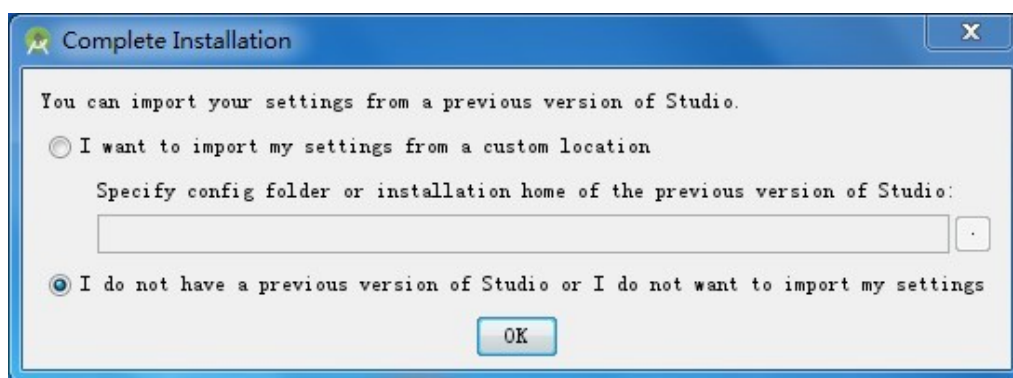 Complete Installation
You can import your settings from a previous version of Studio.
I want to import my settings from a custom location
Specify config folder or installation home of the previous version of Studio:
I do not have a previous version of Studio or I do not want to import my settings
OK